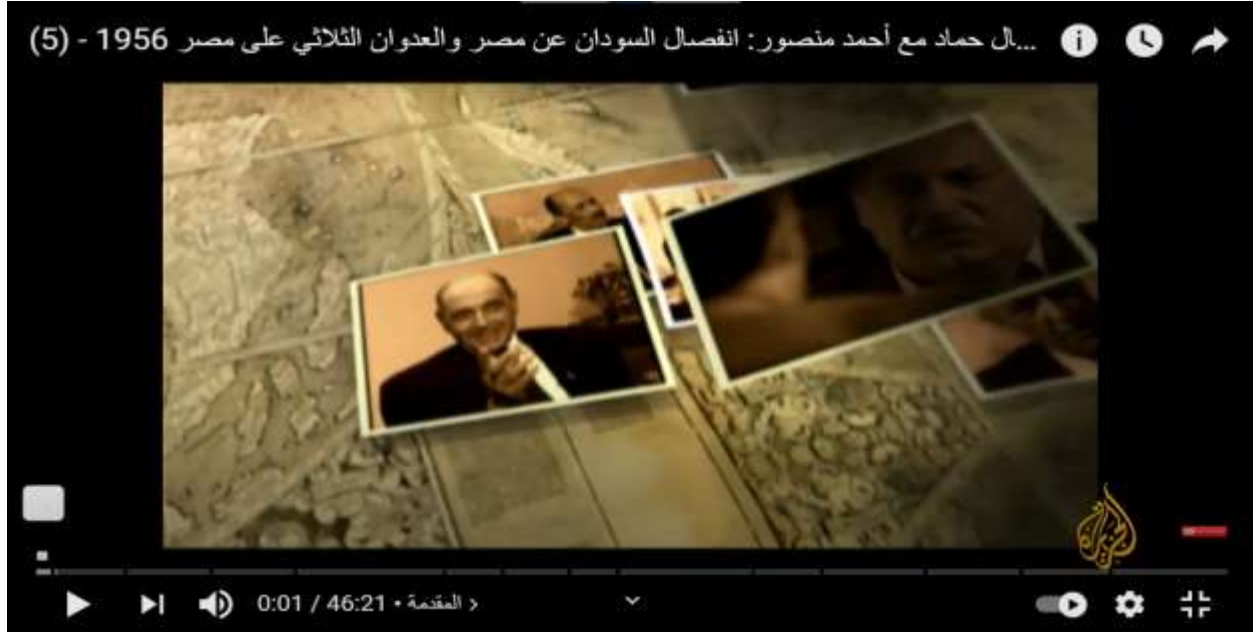 ...ال حماد مع أحمد منصور: انفصال السودان عن مصر والعدوان الثلاثي على مصر 1956 - (5)
الجزيرة
0:01 / 46:21 • المقدمة ›